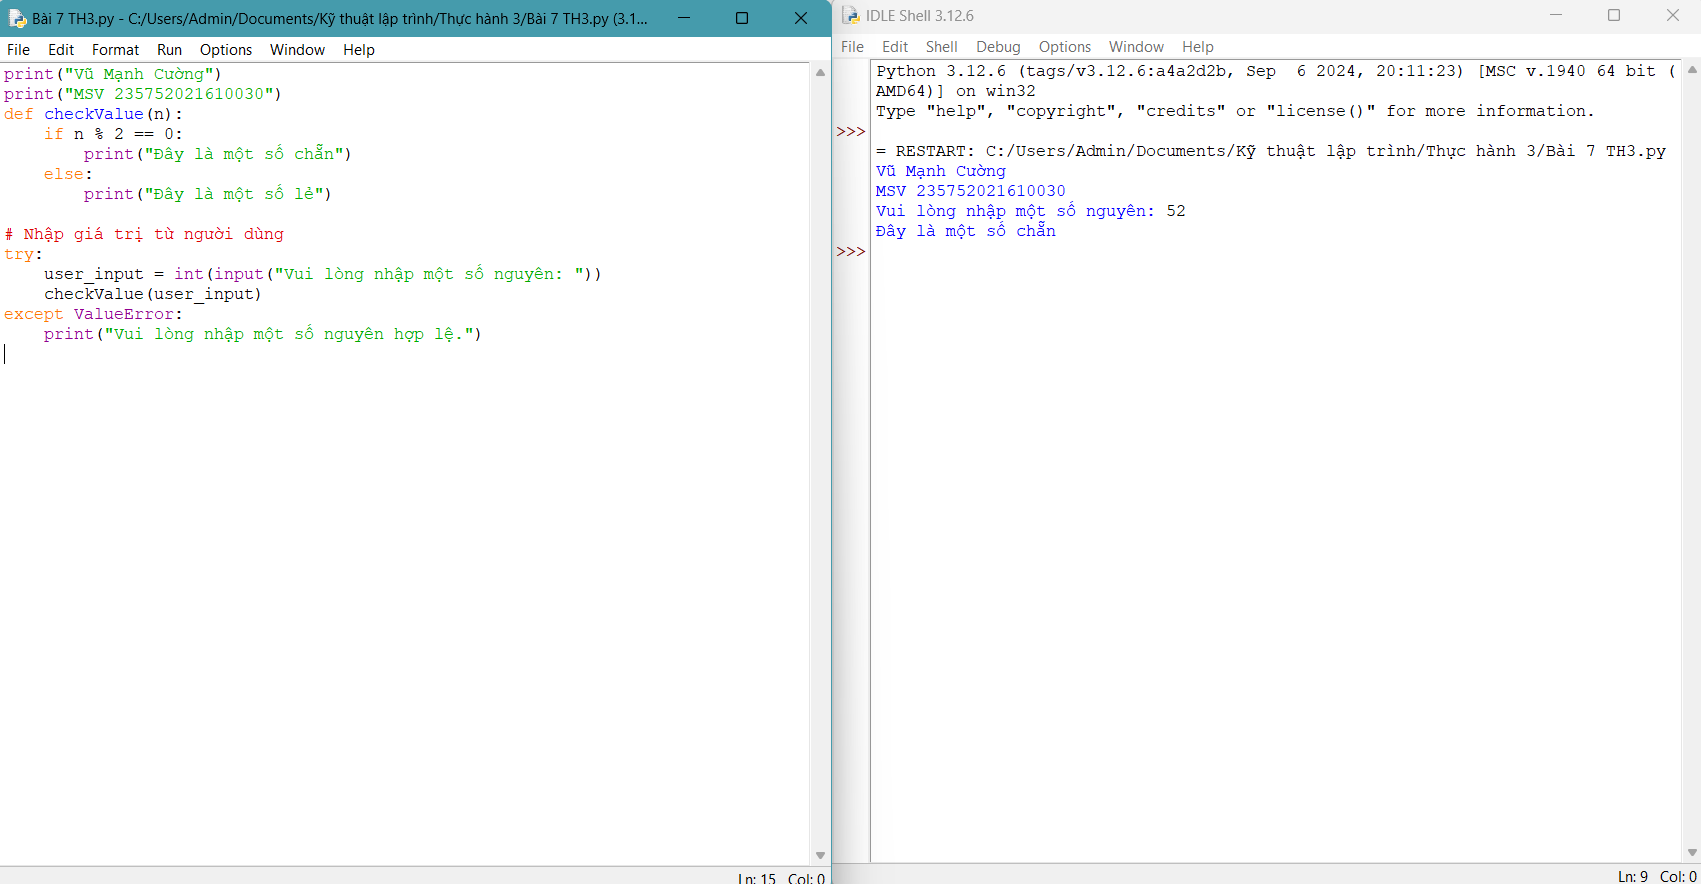 Bài 7 TH3.py - C:/Users/Admin/Documents/Kỹ thuật lập trình/Thực hành 3/Bài 7 TH3.py (3.1...
File Edit Format Run Options Window Help
print("Vũ Mạnh Cường")
print("MSV 235752021610030")
def checkValue(n):
    if n % 2 == 0:
        print("Đây là một số chẵn")
    else:
        print("Đây là một số lẻ")

# Nhập giá trị từ người dùng
try:
    user_input = int(input("Vui lòng nhập một số nguyên: "))
    checkValue(user_input)
except ValueError:
    print("Vui lòng nhập một số nguyên hợp lệ.")
Ln: 15 Col: 0
IDLE Shell 3.12.6
File Edit Shell Debug Options Window Help
Python 3.12.6 (tags/v3.12.6:a4a2d2b, Sep  6 2024, 20:11:23) [MSC v.1940 64 bit (
AMD64)] on win32
Type "help", "copyright", "credits" or "license()" for more information.
>>>
= RESTART: C:/Users/Admin/Documents/Kỹ thuật lập trình/Thực hành 3/Bài 7 TH3.py
Vũ Mạnh Cường
MSV 235752021610030
Vui lòng nhập một số nguyên: 52
Đây là một số chẵn
>>>
Ln: 9 Col: 0